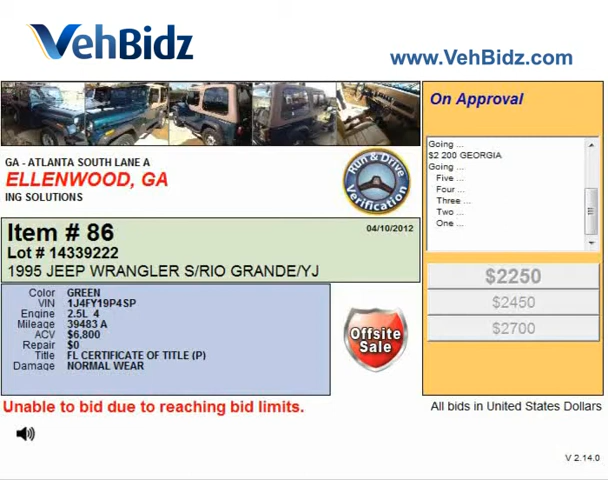 VehBidz
www.VehBidz.com
On Approval
Going ...
$2 200 GEORGIA
Going ...
Five ...
Four ...
Three ...
Two ...
One ...
GA - ATLANTA SOUTH LANE A
ELLENWOOD, GA
ING SOLUTIONS
Run & Drive
Verification
Item # 86
04/10/2012
Lot # 14339222
1995 JEEP WRANGLER S/RIO GRANDE/YJ
$2250
$2450
$2700
Color GREEN
VIN 1J4FY19P4SP
Engine 2.5L 4
Mileage 39483 A
ACV $6,800
Repair $0
Title FL CERTIFICATE OF TITLE (P)
Damage NORMAL WEAR
Offsite
Sale
Unable to bid due to reaching bid limits.
All bids in United States Dollars
V 2.14.0